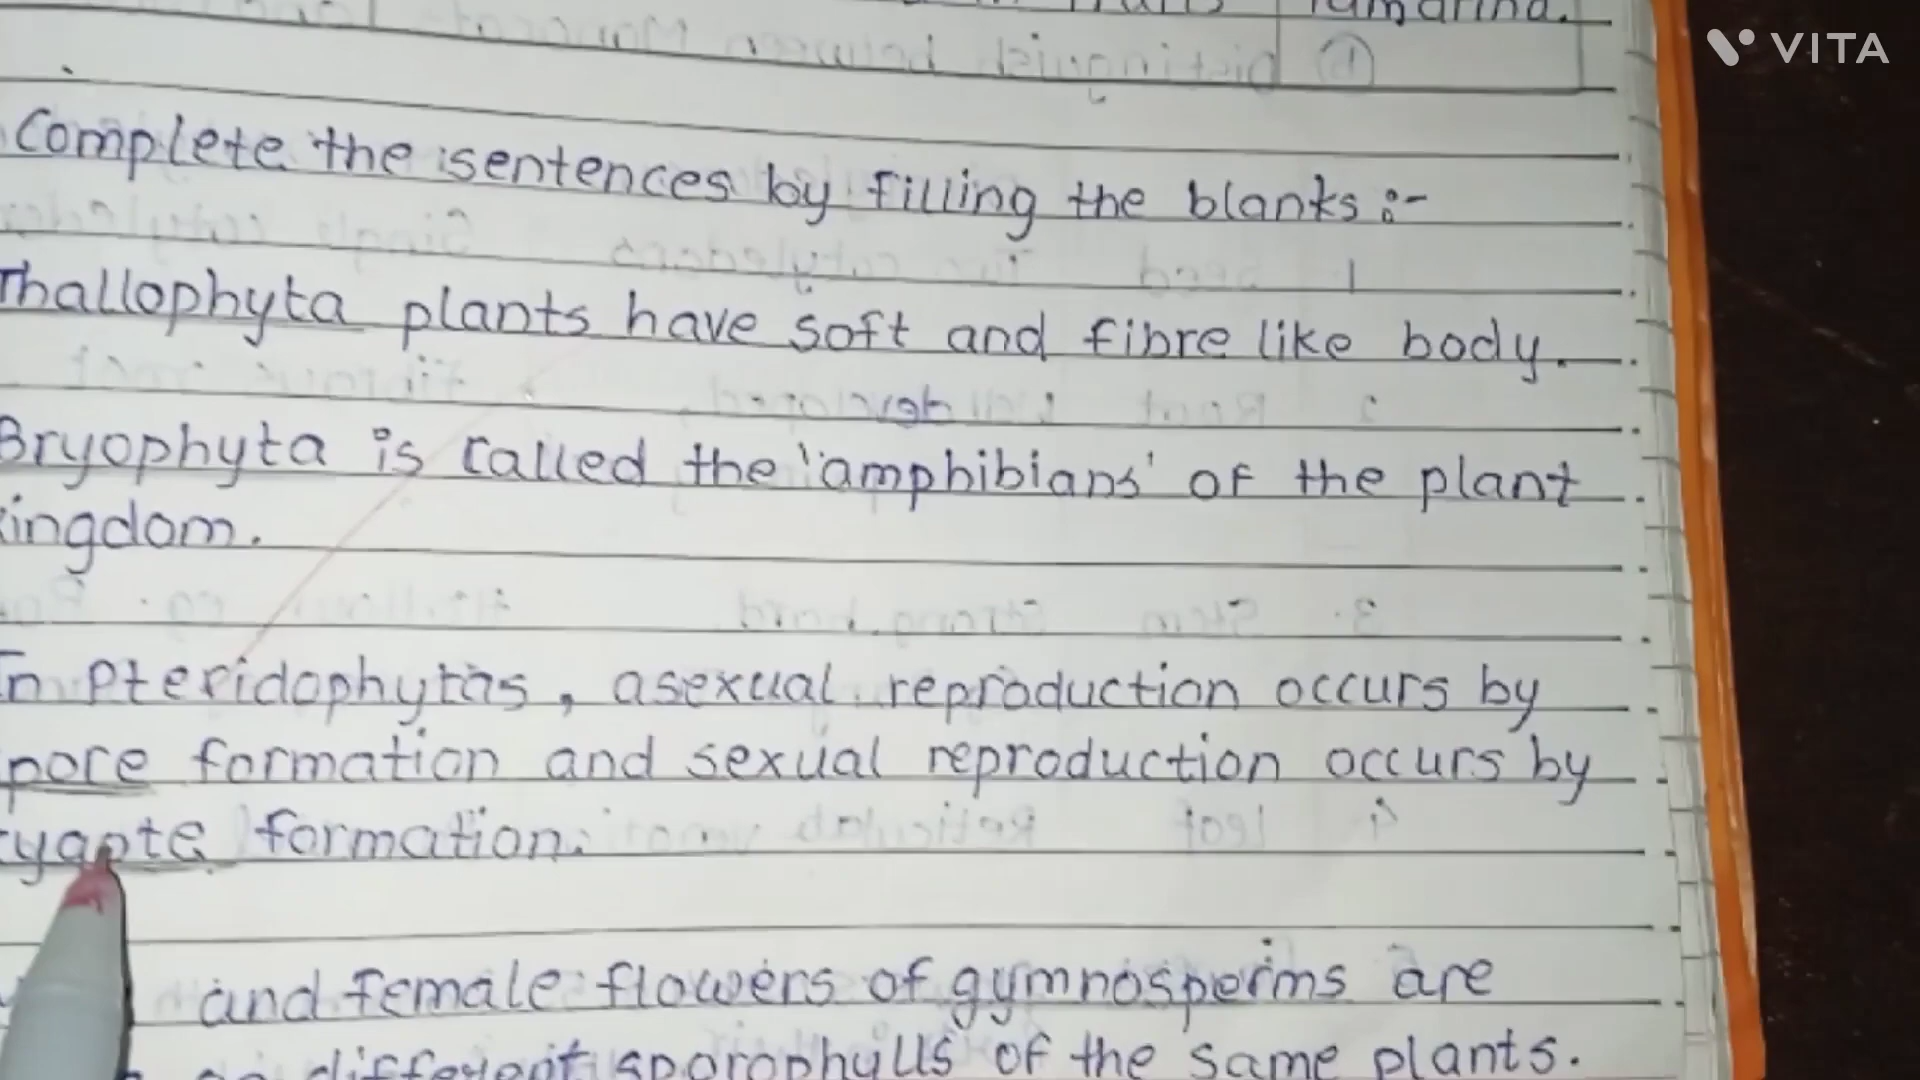 VITA
Complete the sentences by filling the blanks :-
Thallophyta plants have soft and fibre like body.
Bryophyta is called the 'amphibians' of the plant
kingdom.
In Pteridophytas, asexual reproduction occurs by
spore formation and sexual reproduction occurs by
zygote formation.
and female flowers of gymnosperms are
different sporophylls of the same plants.